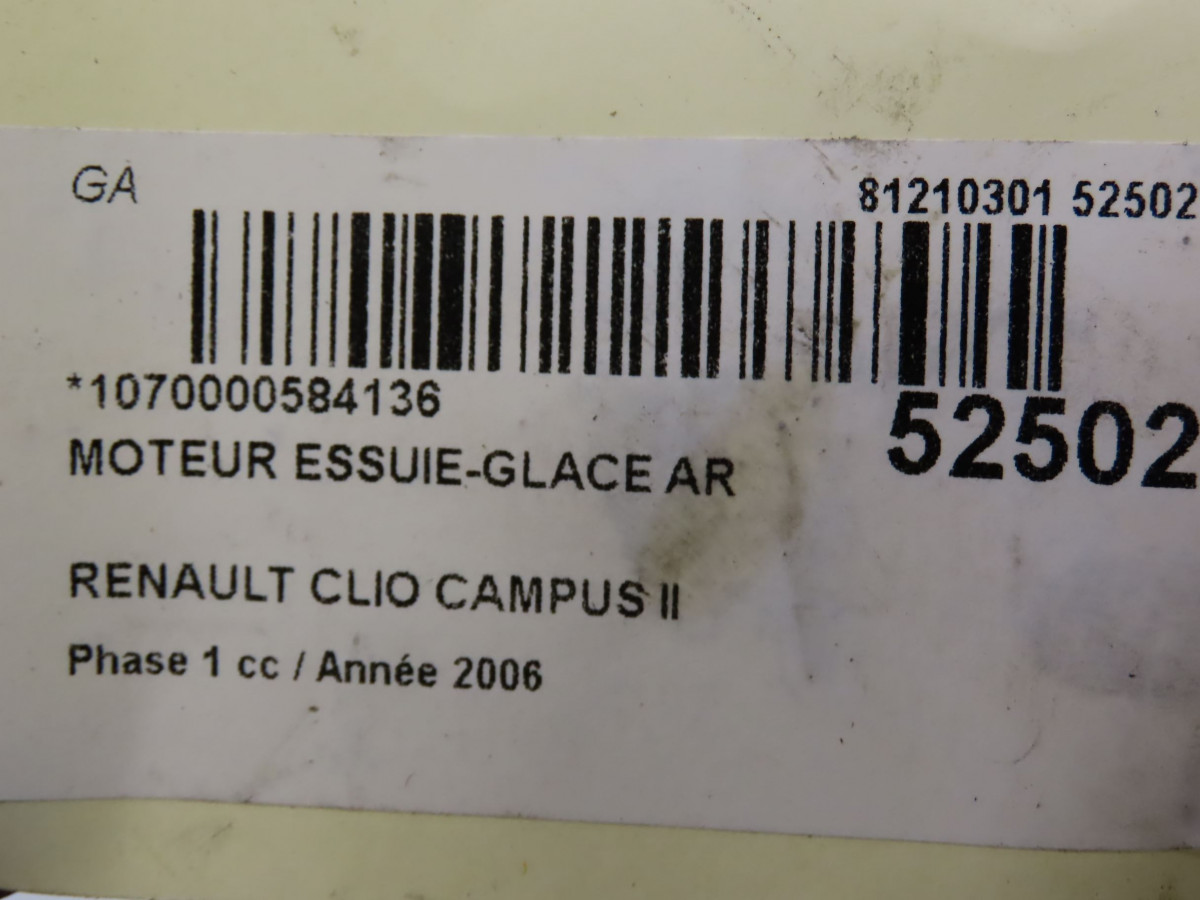 GA
81210301 52502
*1070000584136
52502
MOTEUR ESSUIE-GLACE AR
RENAULT CLIO CAMPUS II
Phase 1 cc / Année 2006